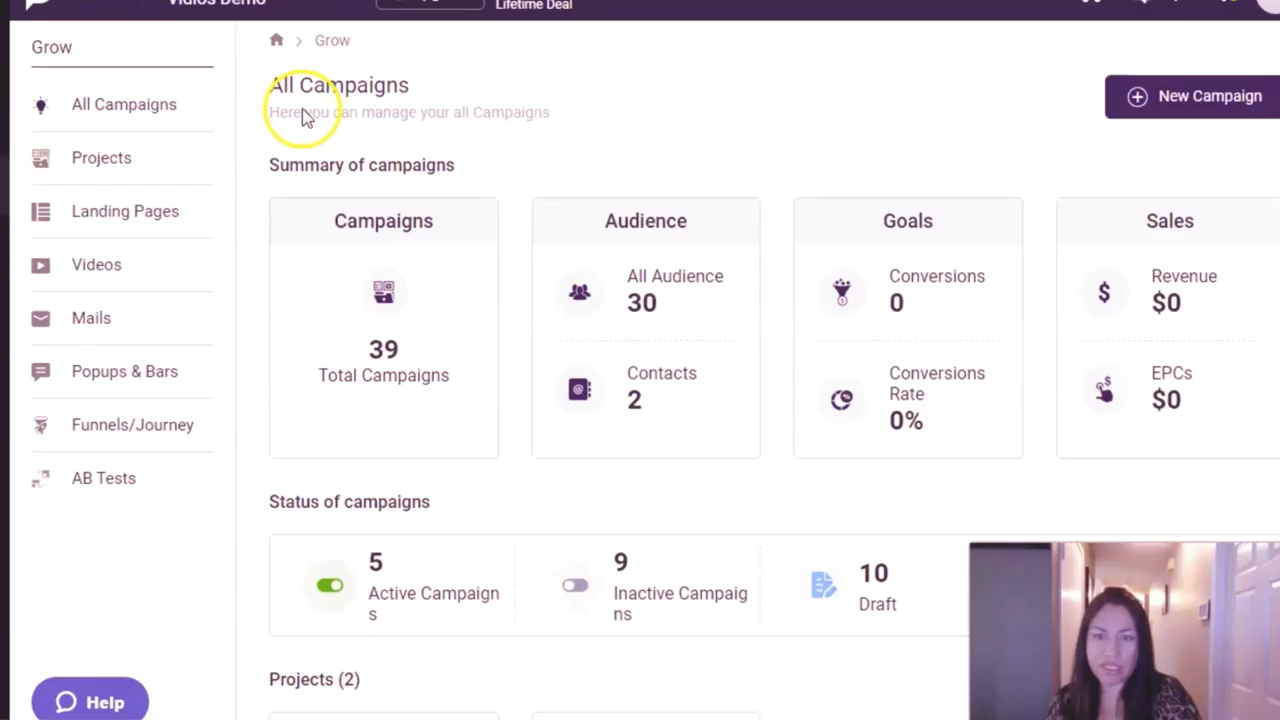 Vidios Demo
Lifetime Deal
Grow
All Campaigns
Projects
Landing Pages
Videos
Mails
Popups & Bars
Funnels/Journey
AB Tests
Help
Grow
All Campaigns
Here you can manage your all Campaigns
New Campaign
Summary of campaigns
Campaigns
39
Total Campaigns
Audience
All Audience
30
Contacts
2
Goals
Conversions
0
Conversions
Rate
0%
Sales
Revenue
$0
EPCs
$0
Status of campaigns
5
Active Campaign
s
9
Inactive Campaig
ns
10
Draft
Projects (2)